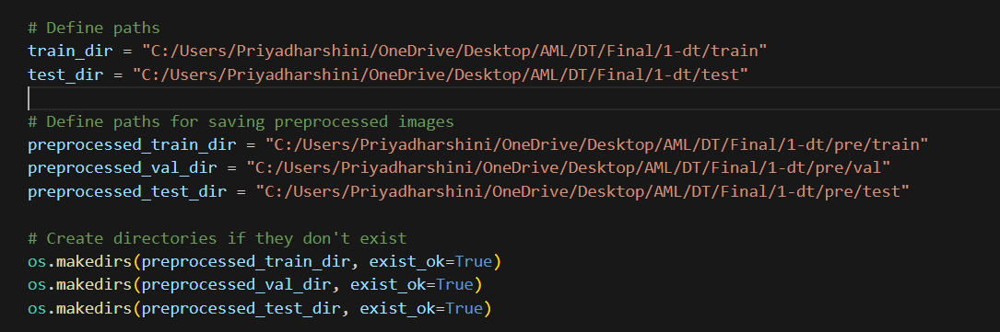 # Define paths
train_dir = "C:/Users/Priyadharshini/OneDrive/Desktop/AML/DT/Final/1-dt/train"
test_dir = "C:/Users/Priyadharshini/OneDrive/Desktop/AML/DT/Final/1-dt/test"
# Define paths for saving preprocessed images
preprocessed_train_dir = "C:/Users/Priyadharshini/OneDrive/Desktop/AML/DT/Final/1-dt/pre/train"
preprocessed_val_dir = "C:/Users/Priyadharshini/OneDrive/Desktop/AML/DT/Final/1-dt/pre/val"
preprocessed_test_dir = "C:/Users/Priyadharshini/OneDrive/Desktop/AML/DT/Final/1-dt/pre/test"
# Create directories if they don't exist
os.makedirs(preprocessed_train_dir, exist_ok=True)
os.makedirs(preprocessed_val_dir, exist_ok=True)
os.makedirs(preprocessed_test_dir, exist_ok=True)